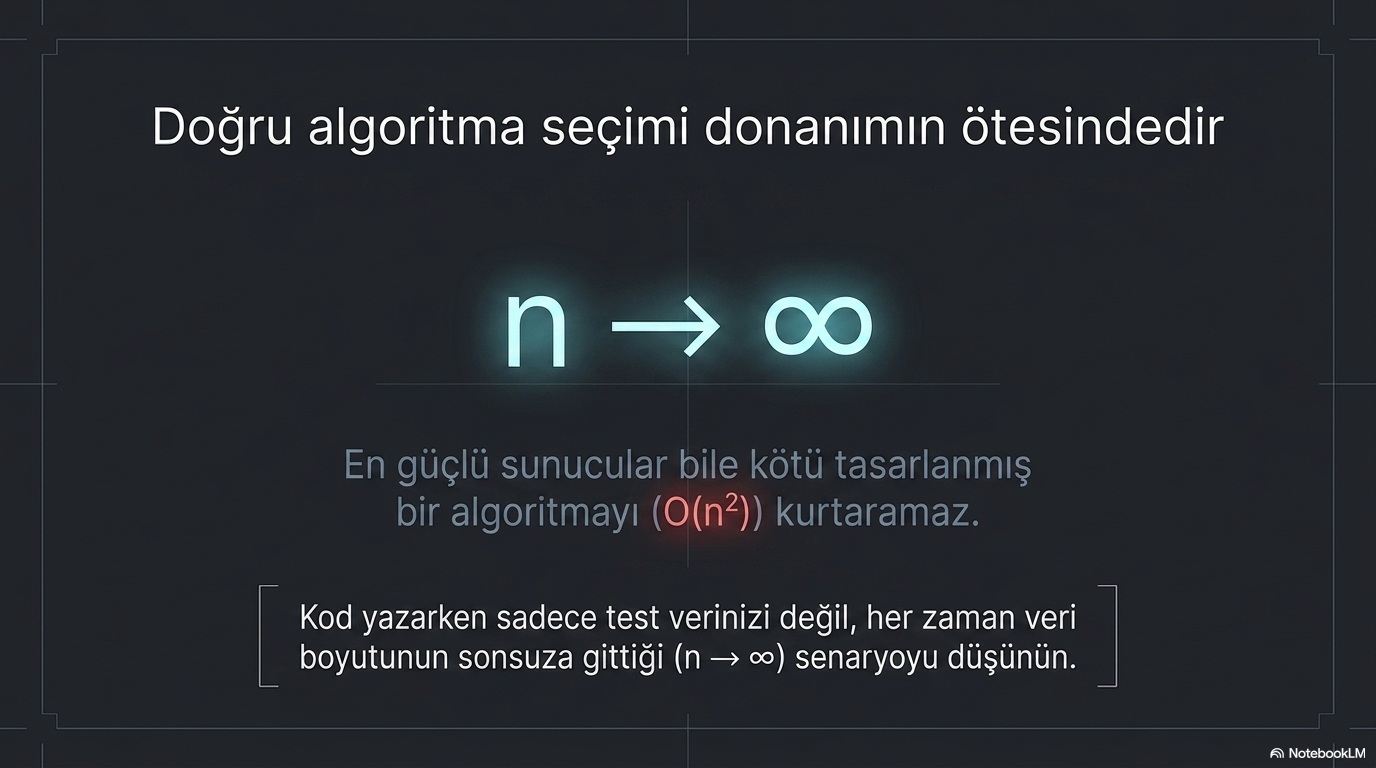 Doğru algoritma seçimi donanımın ötesindedir
n → ∞
En güçlü sunucular bile kötü tasarlanmış
bir algoritmayı (O(n²)) kurtaramaz.
Kod yazarken sadece test verinizi değil, her zaman veri
boyutunun sonsuza gittiği (n → ∞) senaryoyu düşünün.
NotebookLM